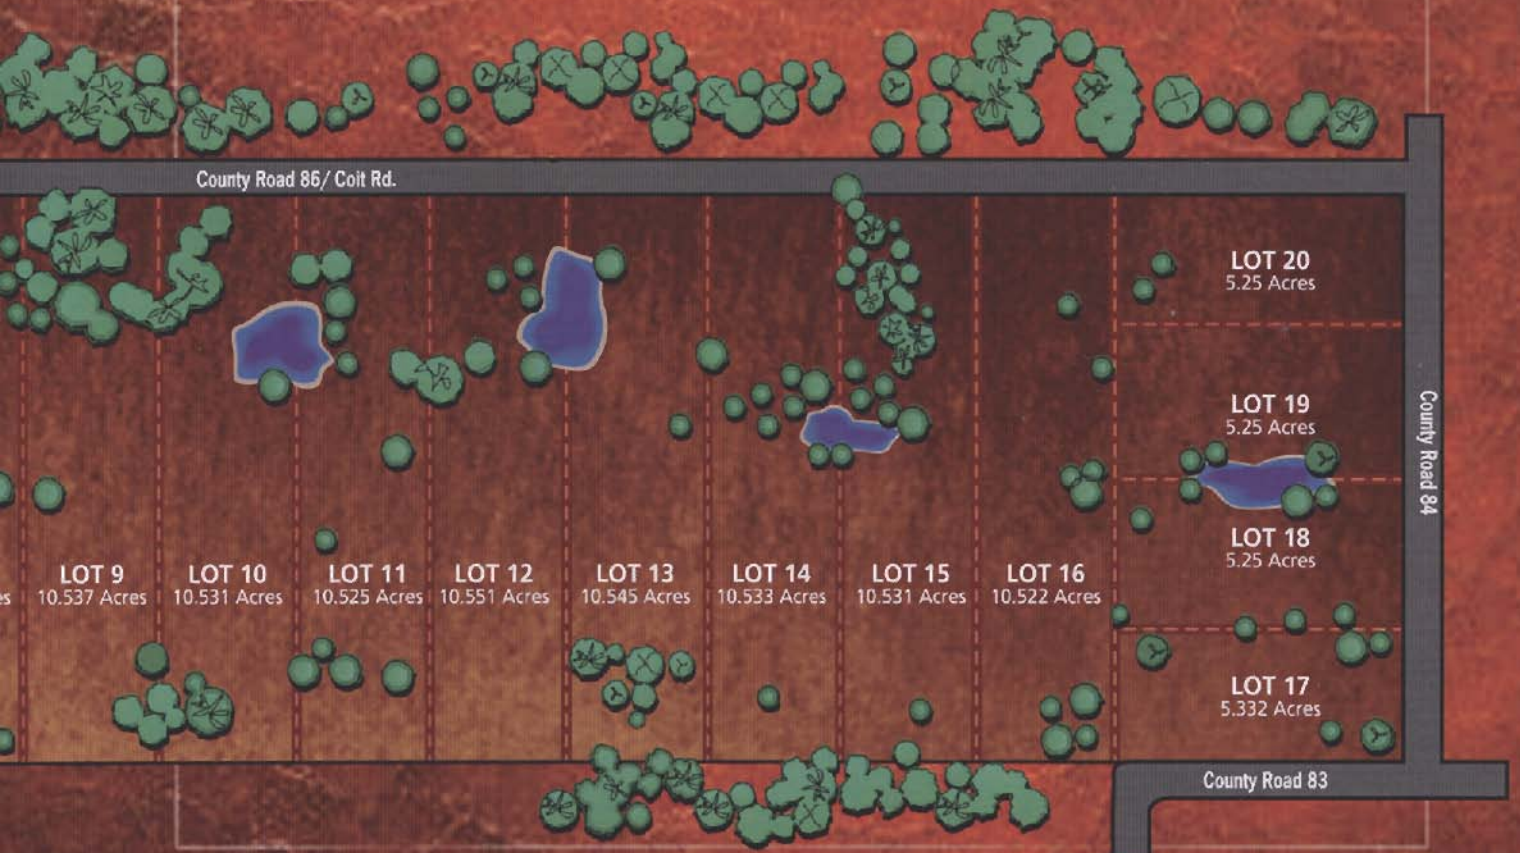 County Road 86/ Coit Rd.
LOT 20
5.25 Acres
LOT 19
5.25 Acres
County Road 84
LOT 18
5.25 Acres
es
LOT 9
10.537 Acres
LOT 10
10.531 Acres
LOT 11
10.525 Acres
LOT 12
10.551 Acres
LOT 13
10.545 Acres
LOT 14
10.533 Acres
LOT 15
10.531 Acres
LOT 16
10.522 Acres
LOT 17
5.332 Acres
County Road 83